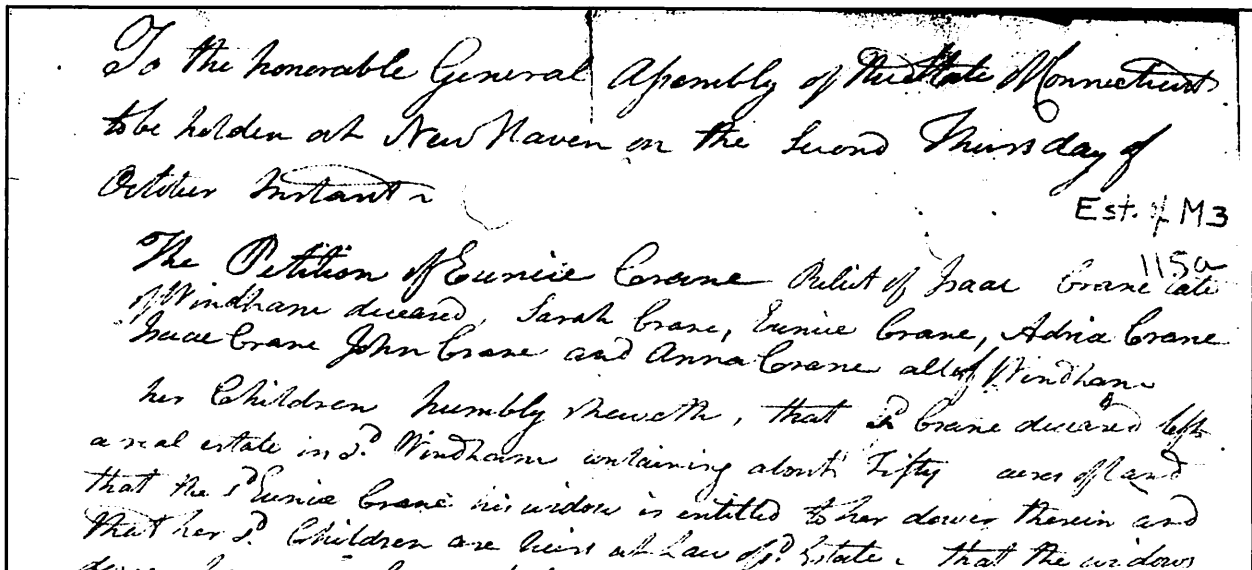 To the honorable General Assembly of the State of Connecticut
to be holden at New Haven on the Second Thursday of
October Instant
Est. of M3
115a
The Petition of Eunice Crane Relict of Isaac Crane late
of Windham deceased, Sarah Crane, Eunice Crane, Adria Crane
Isaac Crane John Crane and Anna Crane all of Windham
her Children humbly sheweth, that sd Crane deceased left
a real estate in sd. Windham containing about Fifty acres of land
that the sd Eunice Crane his widow is entitled to her dower therein and
that her sd. Children are heirs at Law of sd. Estate. that the widows